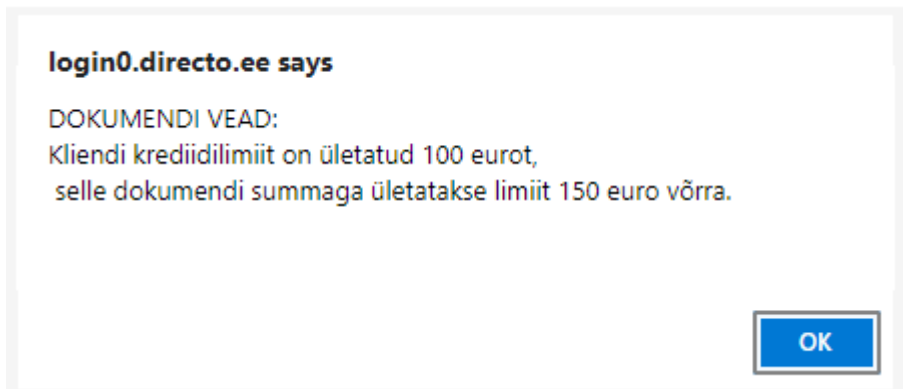 login0.directo.ee says
DOKUMENDI VEAD:
Kliendi krediidilimiit on ületatud 100 eurot,
selle dokumendi summaga ületatakse limiit 150 euro võrra.
OK